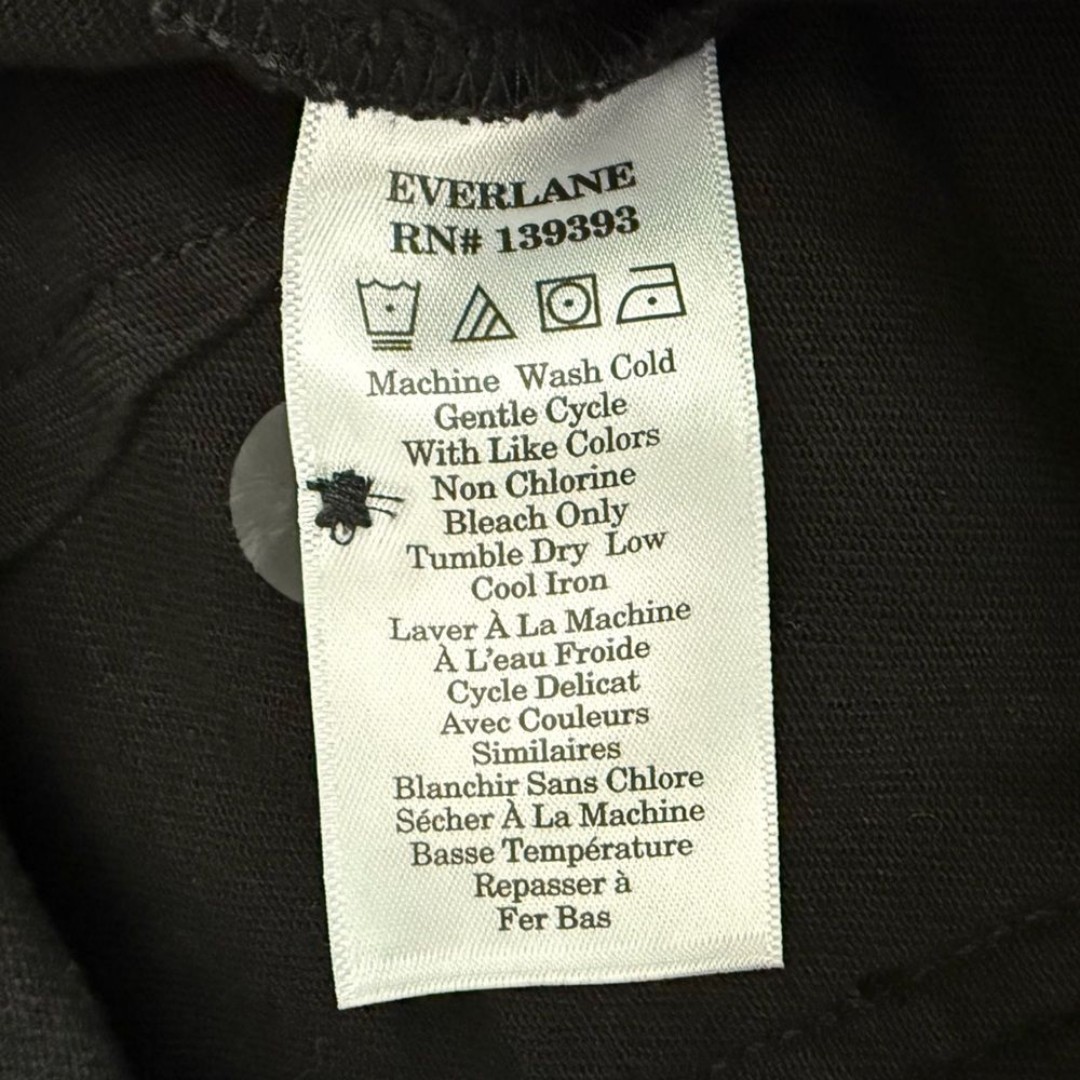 EVERLANE
RN# 139393
Machine Wash Cold
Gentle Cycle
With Like Colors
Non Chlorine
Bleach Only
Tumble Dry Low
Cool Iron
Laver À La Machine
À L'eau Froide
Cycle Delicat
Avec Couleurs
Similaires
Blanchir Sans Chlore
Sécher À La Machine
Basse Température
Repasser à
Fer Bas